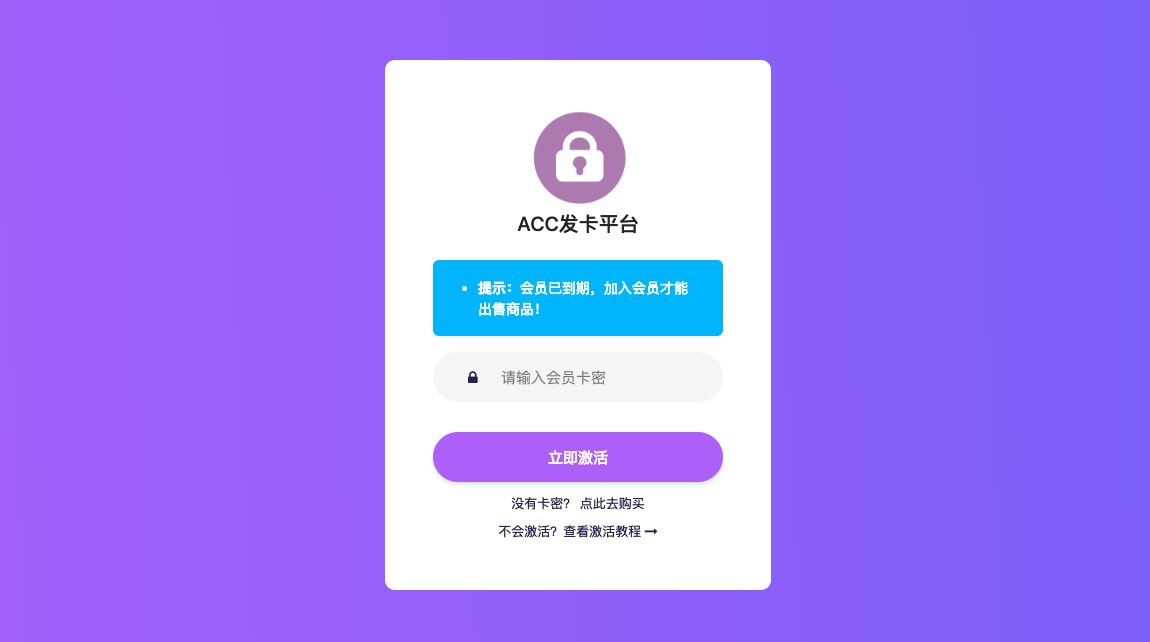 ACC发卡平台
提示：会员已到期，加入会员才能
出售商品！
请输入会员卡密
立即激活
没有卡密？ 点此去购买
不会激活？查看激活教程 →